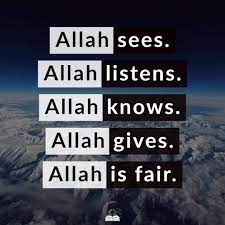 Allah sees.
Allah listens.
Allah knows.
Allah gives.
Allah is fair.